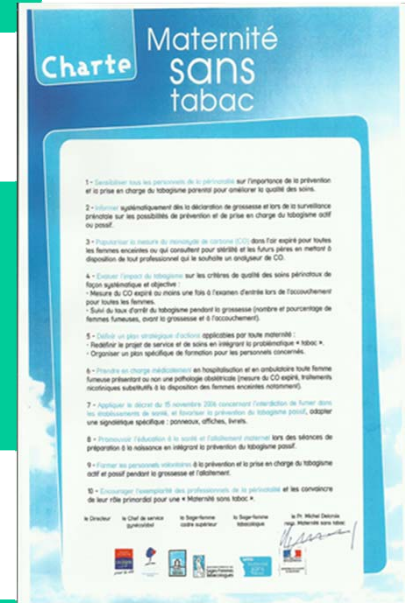 Charte
Maternité
sans
tabac
1 - Sensibiliser tous les personnels de la périnatalité sur l'importance de la prévention
et la prise en charge du tabagisme parental pour améliorer la qualité des soins.
2 - Informer systématiquement dès la déclaration de grossesse et lors de la surveillance
prénatale sur les possibilités de prévention et de prise en charge du tabagisme actif
ou passif.
3 - Populariser la mesure du monoxyde de carbone (CO) dans l'air expiré pour toutes
les femmes enceintes ou qui consultent pour stérilité et les futurs pères en mettant à
disposition de tout professionnel qui le souhaite un analyseur de CO.
4 - Evaluer l'impact du tabagisme sur les critères de qualité des soins périnataux de
façon systématique et objective :
- Mesure du CO expiré au moins une fois à l'examen d'entrée lors de l'accouchement
pour toutes les femmes.
- Suivi du taux d'arrêt du tabagisme pendant la grossesse (nombre et pourcentage de
femmes fumeuses, avant la grossesse et à l'accouchement).
5 - Définir un plan stratégique d'actions applicables par toute maternité :
- Redéfinir le projet de service et de soins en intégrant la problématique « tabac ».
- Organiser un plan spécifique de formation pour les personnels concernés.
6 - Prendre en charge médicalement en hospitalisation et en ambulatoire toute femme
fumeuse présentant ou non une pathologie obstétricale (mesure du CO expiré, traitements
nicotiniques substitutifs à la disposition des femmes enceintes notamment).
7 - Appliquer le décret du 15 novembre 2006 concernant l'interdiction de fumer dans
les établissements de santé, et favoriser la prévention du tabagisme passif, adapter
une signalétique spécifique : panneaux, affiches, livrets.
8 - Promouvoir l'éducation à la santé et l'allaitement maternel lors des séances de
préparation à la naissance en intégrant la prévention du tabagisme passif.
9 - Former les personnels volontaires à la prévention et la prise en charge du tabagisme
actif et passif pendant la grossesse et l'allaitement.
10 - Encourager l'exemplarité des professionnels de la périnatalité et les convaincre
de leur rôle primordial pour une « Maternité sans tabac ».
le Directeur le Chef de service la Sage-femme la Sage-femme le Pr. Michel Delcroix
gynécologue cadre supérieur tabacologue resp. Maternité sans tabac